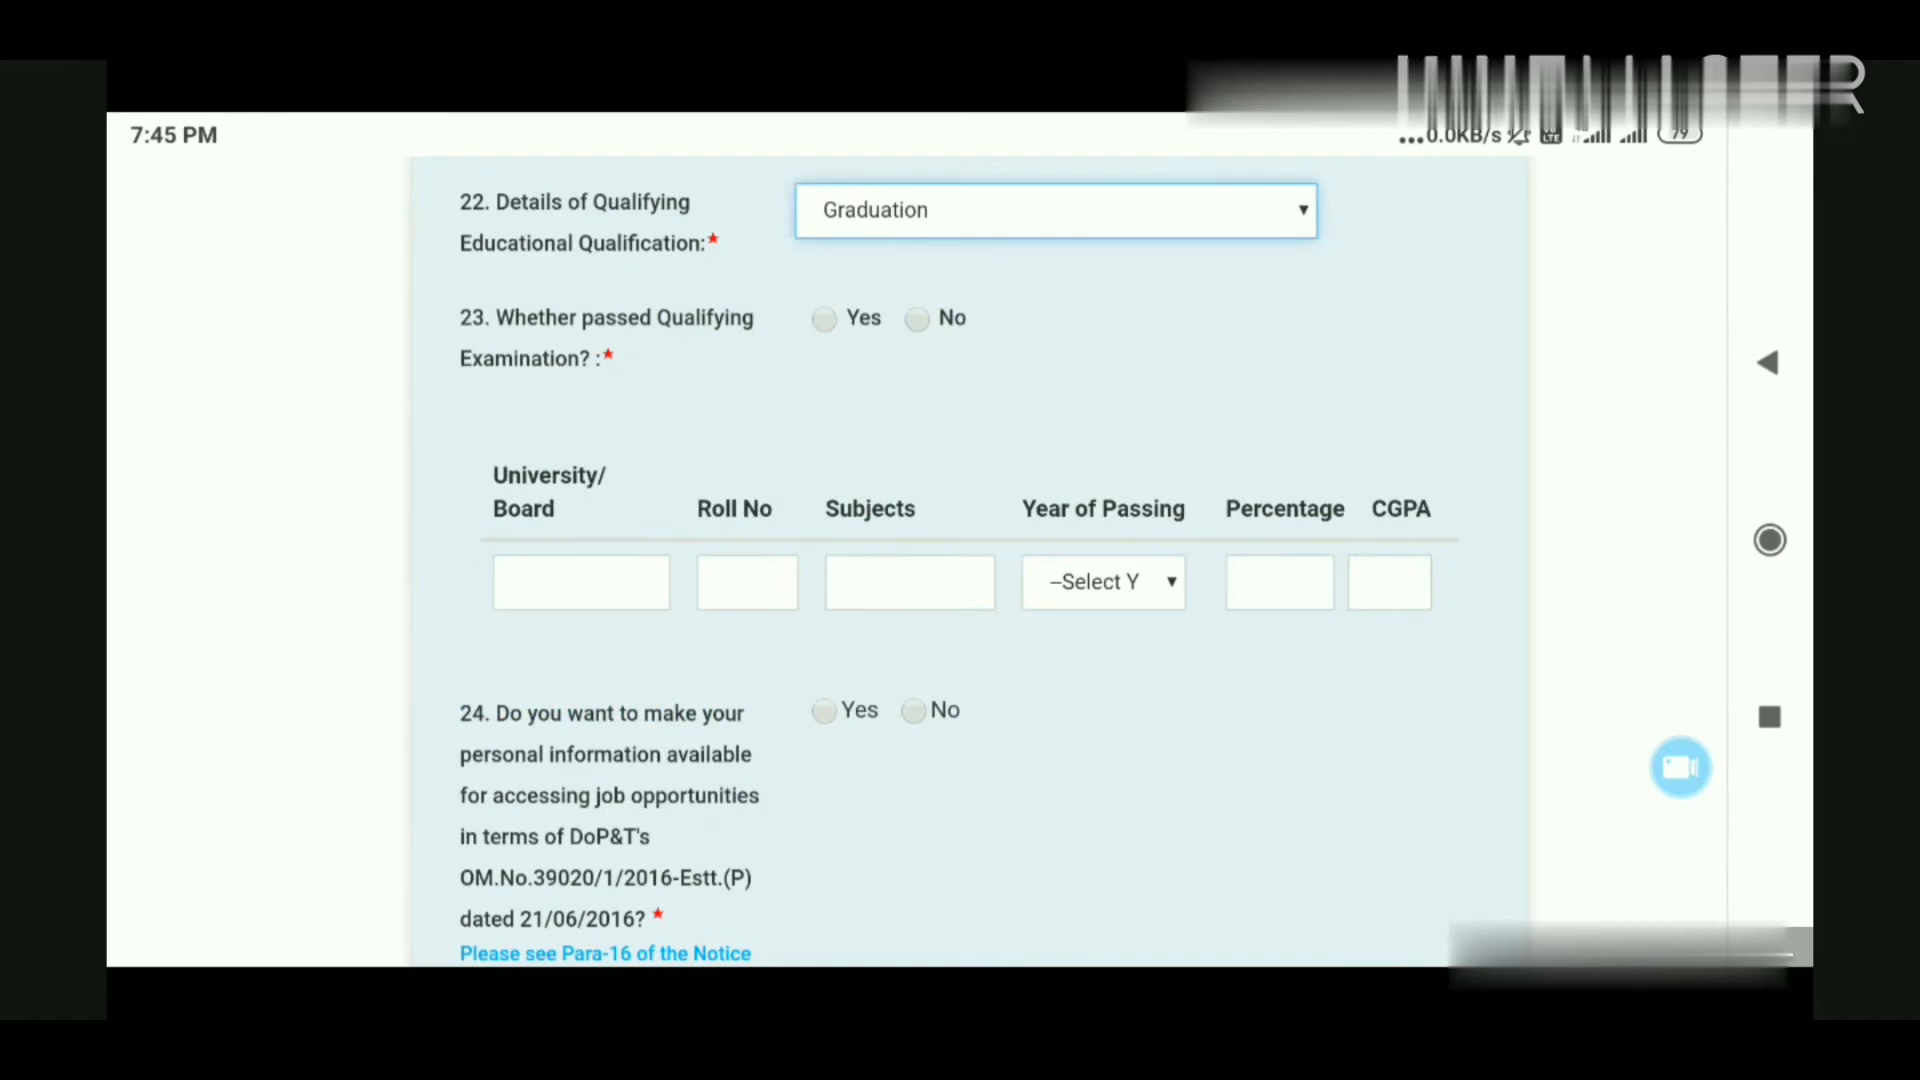 7:45 PM
...0.0KB/s
79
22. Details of Qualifying
Educational Qualification:*
Graduation
23. Whether passed Qualifying
Examination? :*
Yes No
University/
Board Roll No Subjects Year of Passing Percentage CGPA
--Select Y
24. Do you want to make your
personal information available
for accessing job opportunities
in terms of DoP&T's
OM.No.39020/1/2016-Estt.(P)
dated 21/06/2016? *
Yes No
Please see Para-16 of the Notice